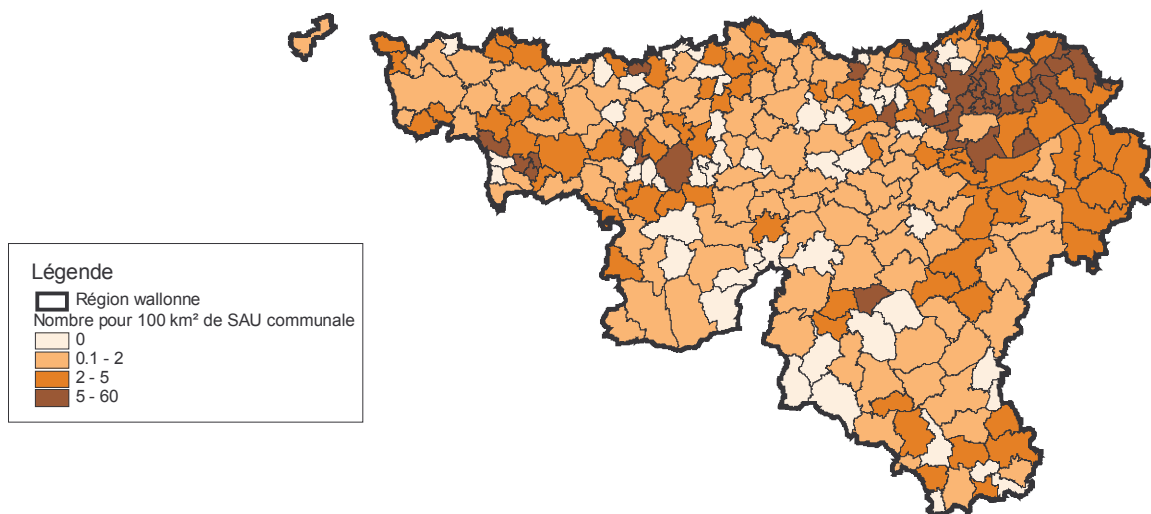 Légende
Région wallonne
Nombre pour 100 km² de SAU communale
0
0.1 - 2
2 - 5
5 - 60